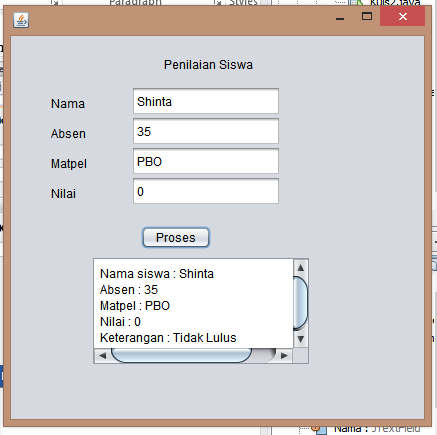 Paragraph
Kuis2.java
Penilaian Siswa
Nama Shinta
Absen 35
Matpel PBO
Nilai 0
Proses
Nama siswa : Shinta
Absen : 35
Matpel : PBO
Nilai : 0
Keterangan : Tidak Lulus
Nama : JTextField